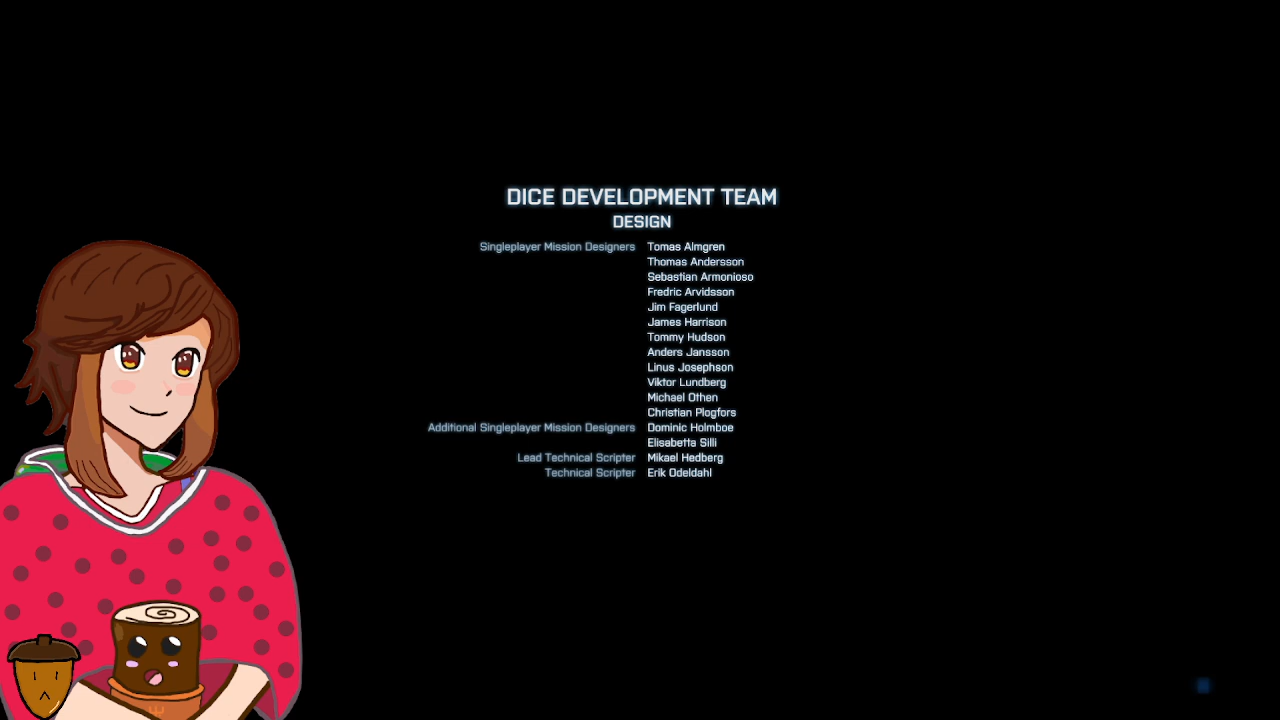 DICE DEVELOPMENT TEAM
DESIGN
Singleplayer Mission Designers Tomas Almgren
Thomas Andersson
Sebastian Armonioso
Fredric Arvidsson
Jim Fagerlund
James Harrison
Tommy Hudson
Anders Jansson
Linus Josephson
Viktor Lundberg
Michael Othen
Christian Plogfors
Additional Singleplayer Mission Designers Dominic Holmboe
Elisabetta Silli
Lead Technical Scripter Mikael Hedberg
Technical Scripter Erik Odeldahl